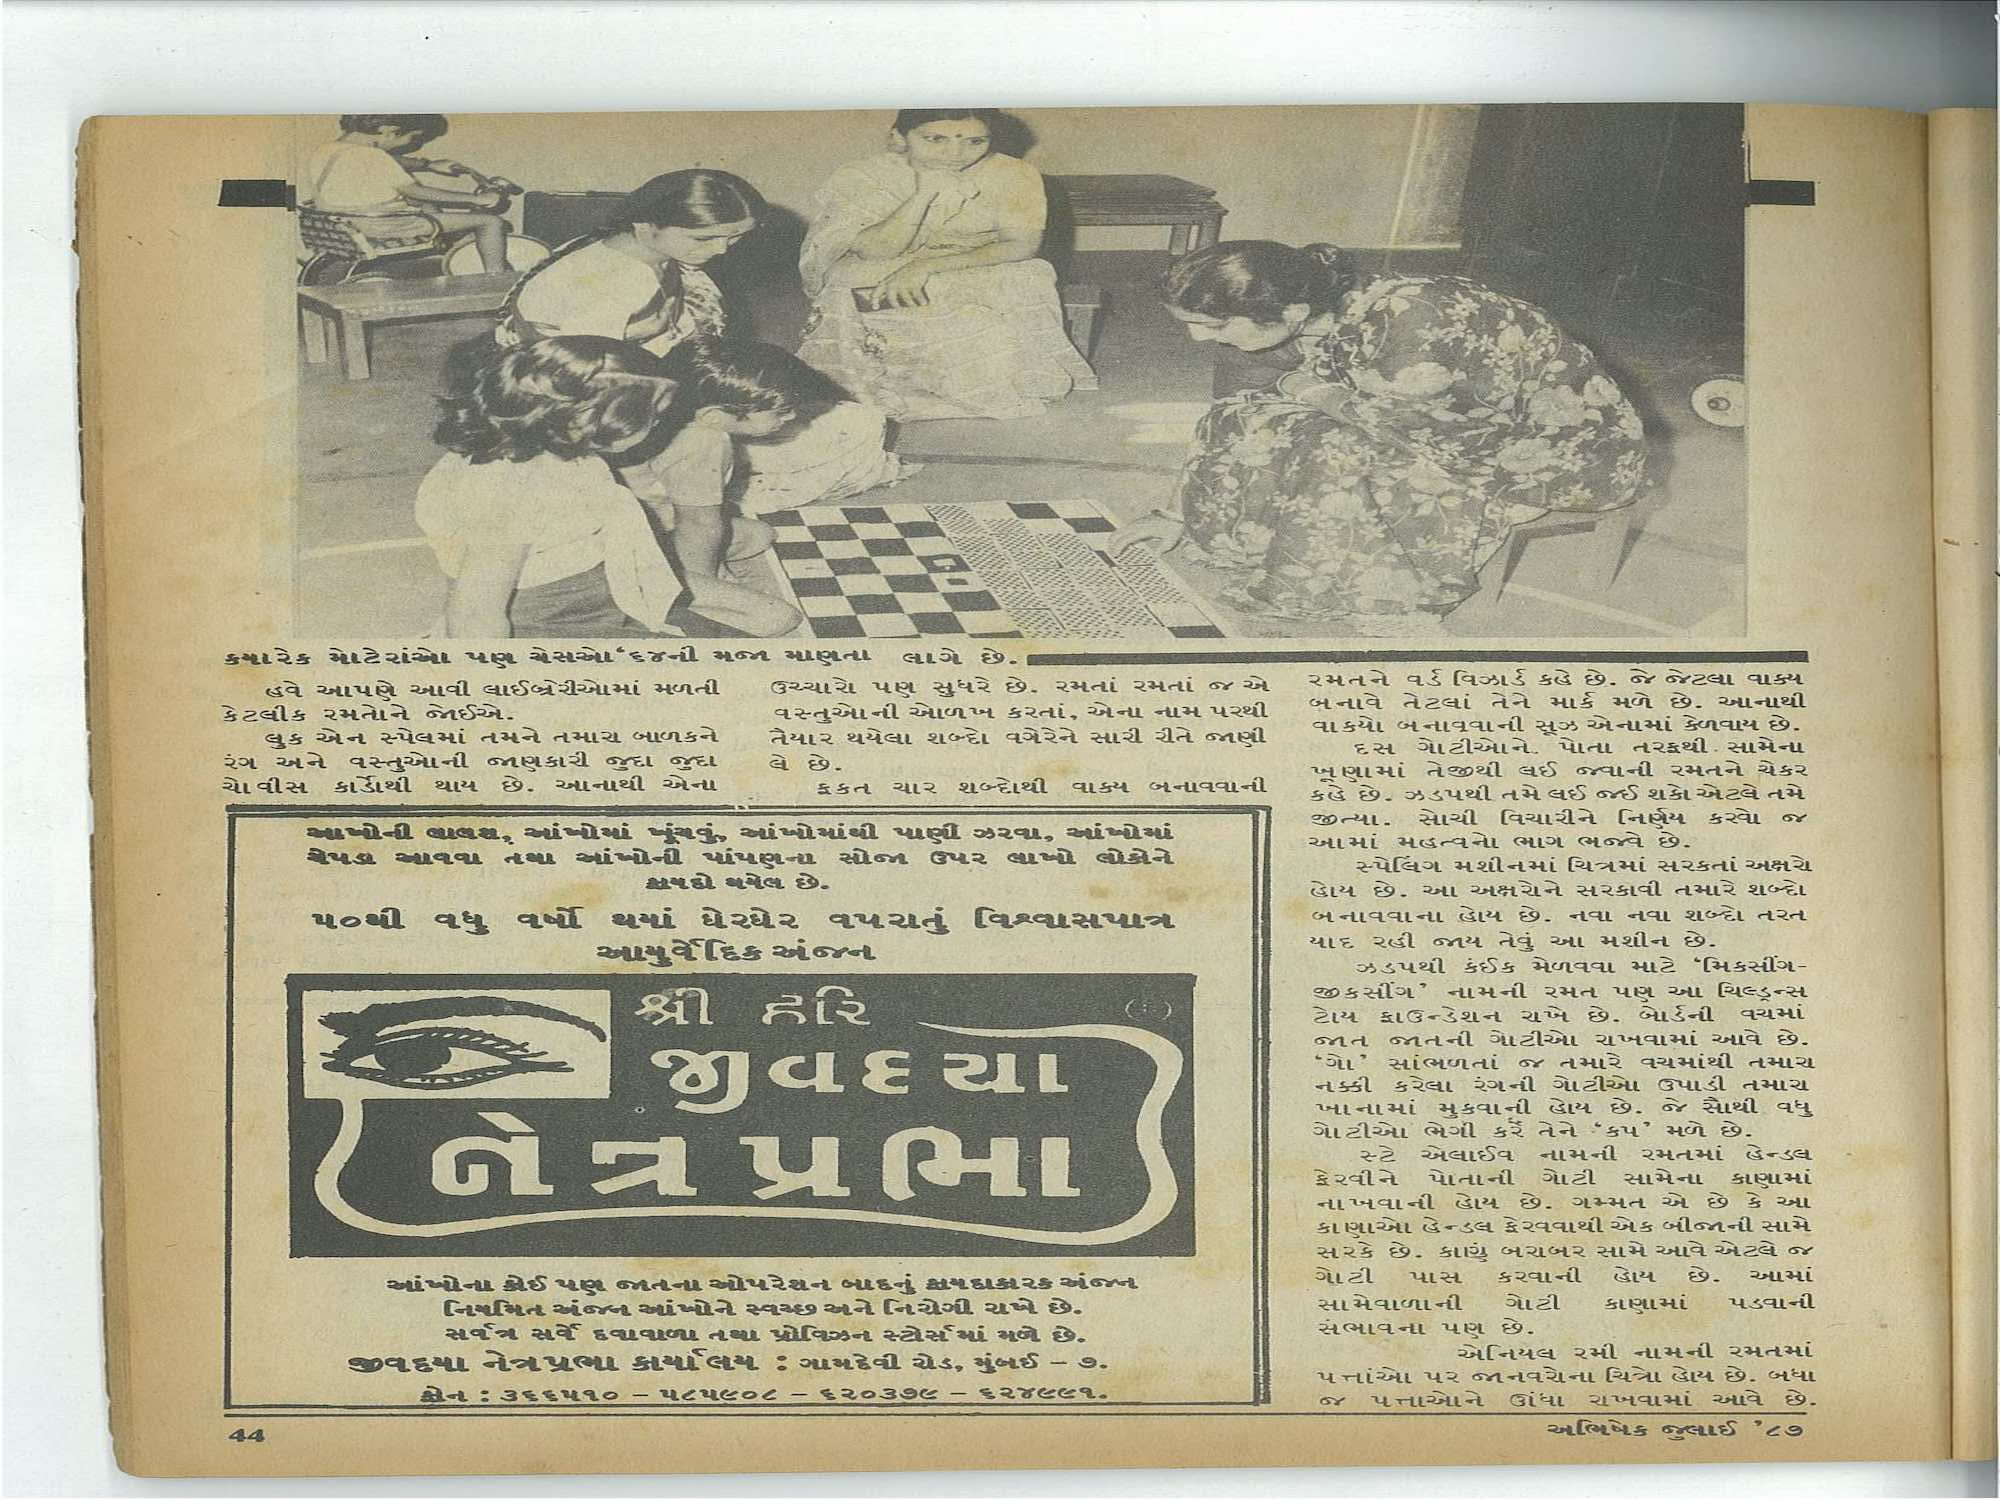 કયારેક મોટેરાંઓ પણ ચેસઓ‘૬૪ની મજા માણતા લાગે છે.
હવે આપણે આવી લાઈબ્રેરીઓમાં મળતી
કેટલીક રમતોને જોઈએ.
લુક એન સ્પેલમાં તમને તમારા બાળકને
રંગ અને વસ્તુઓની જાણકારી જુદા જુદા
ચોવીસ કાર્ડોથી થાય છે. આનાથી એના
ઉચ્ચારો પણ સુધરે છે. રમતાં રમતાં જ એ
વસ્તુઓની ઓળખ કરતાં, એના નામ પરથી
તૈયાર થયેલા શબ્દો વગેરેને સારી રીતે જાણી
લે છે.
ફકત ચાર શબ્દોથી વાક્ય બનાવવાની
રમતને વર્ડ વિઝાર્ડ કહે છે. જે જેટલા વાક્ય
બનાવે તેટલાં તેને માર્ક મળે છે. આનાથી
વાકયો બનાવવાની સૂઝ એનામાં કેળવાય છે.
દસ ગોટીઓને પોતા તરફથી સામેના
ખૂણામાં તેજીથી લઈ જવાની રમતને ચેકર
કહે છે. ઝડપથી તમે લઈ જઈ શકો એટલે તમે
જીત્યા. સોચી વિચારીને નિર્ણય કરવો જ
આમાં મહત્વનો ભાગ ભજવે છે.
સ્પેલિંગ મશીનમાં ચિત્રમાં સરકતાં અક્ષરો
હોય છે. આ અક્ષરોને સરકાવી તમારે શબ્દો
બનાવવાના હોય છે. નવા નવા શબ્દો તરત
યાદ રહી જાય તેવું આ મશીન છે.
ઝડપથી કંઈક મેળવવા માટે ‘મિકસીંગ-
જીકસીંગ’ નામની રમત પણ આ ચિલ્ડ્રન્સ
ટોય ફાઉન્ડેશન રાખે છે. બોર્ડની વચમાં
જાત જાતની ગોટીઓ રાખવામાં આવે છે.
‘ગો’ સાંભળતાં જ તમારે વચમાંથી તમારા
નક્કી કરેલા રંગની ગોટીઓ ઉપાડી તમારા
ખાનામાં મુકવાની હોય છે. જે સૌથી વધુ
ગોટીઓ ભેગી કરે તેને ‘કપ’ મળે છે.
સ્ટે એલાઈવ નામની રમતમાં હેન્ડલ
ફેરવીને પોતાની ગોટી સામેના કાણામાં
નાખવાની હોય છે. ગમ્મત એ છે કે આ
કાણાઓ હેન્ડલ ફેરવવાથી એક બીજાની સામે
સરકે છે. કાણું બરાબર સામે આવે એટલે જ
ગોટી પાસ કરવાની હોય છે. આમાં
સામેવાળાની ગોટી કાણામાં પડવાની
સંભાવના પણ છે.
એનિયલ રમી નામની રમતમાં
પત્તાંઓ પર જાનવરોના ચિત્રો હોય છે. બધા
જ પત્તાઓને ઊંધા રાખવામાં આવે છે.
આખોની લાલશ, આંખોમાં ખૂંચવું, આંખોમાંથી પાણી ઝરવા, આંખોમાં
ચેપડા આવવા તથા આંખોની પાંપણના સોજા ઉપર લાખો લોકોને
ફાયદો થયેલ છે.
૫૦થી વધુ વર્ષો થયાં ઘેરઘેર વપરાતું વિશ્વાસપાત્ર
આયુર્વેદિક અંજન
શ્રી હરિ
જીવદયા
નેત્રપ્રભા
આંખોના કોઈ પણ જાતના ઓપરેશન બાદનું ફાયદાકારક અંજન
નિયમિત અંજન આંખોને સ્વચ્છ અને નિરોગી રાખે છે.
સર્વત્ર સર્વે દવાવાળા તથા પ્રોવિઝન સ્ટોર્સમાં મળે છે.
જીવદયા નેત્રપ્રભા કાર્યાલય : ગામદેવી રોડ, મુંબઈ – ૭.
ફોન : ૩૬૬૫૧૦ – ૫૮૫૯૦૮ – ૬૨૦૩૭૯ – ૬૨૪૯૯૧.
44
અભિષેક જુલાઈ ’૮૭